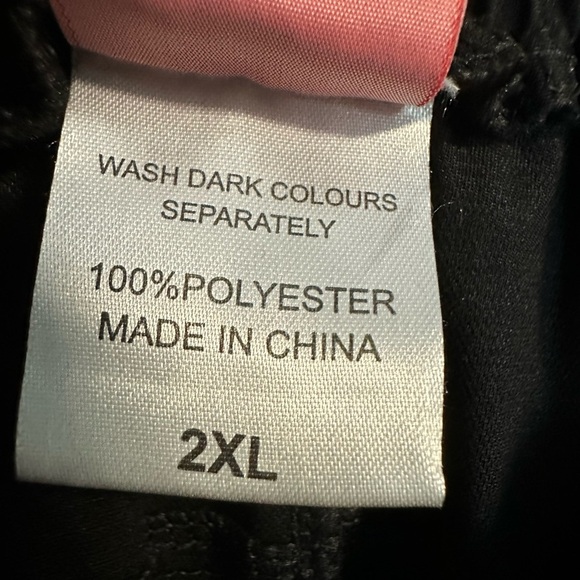 WASH DARK COLOURS
SEPARATELY
100%POLYESTER
MADE IN CHINA
2XL